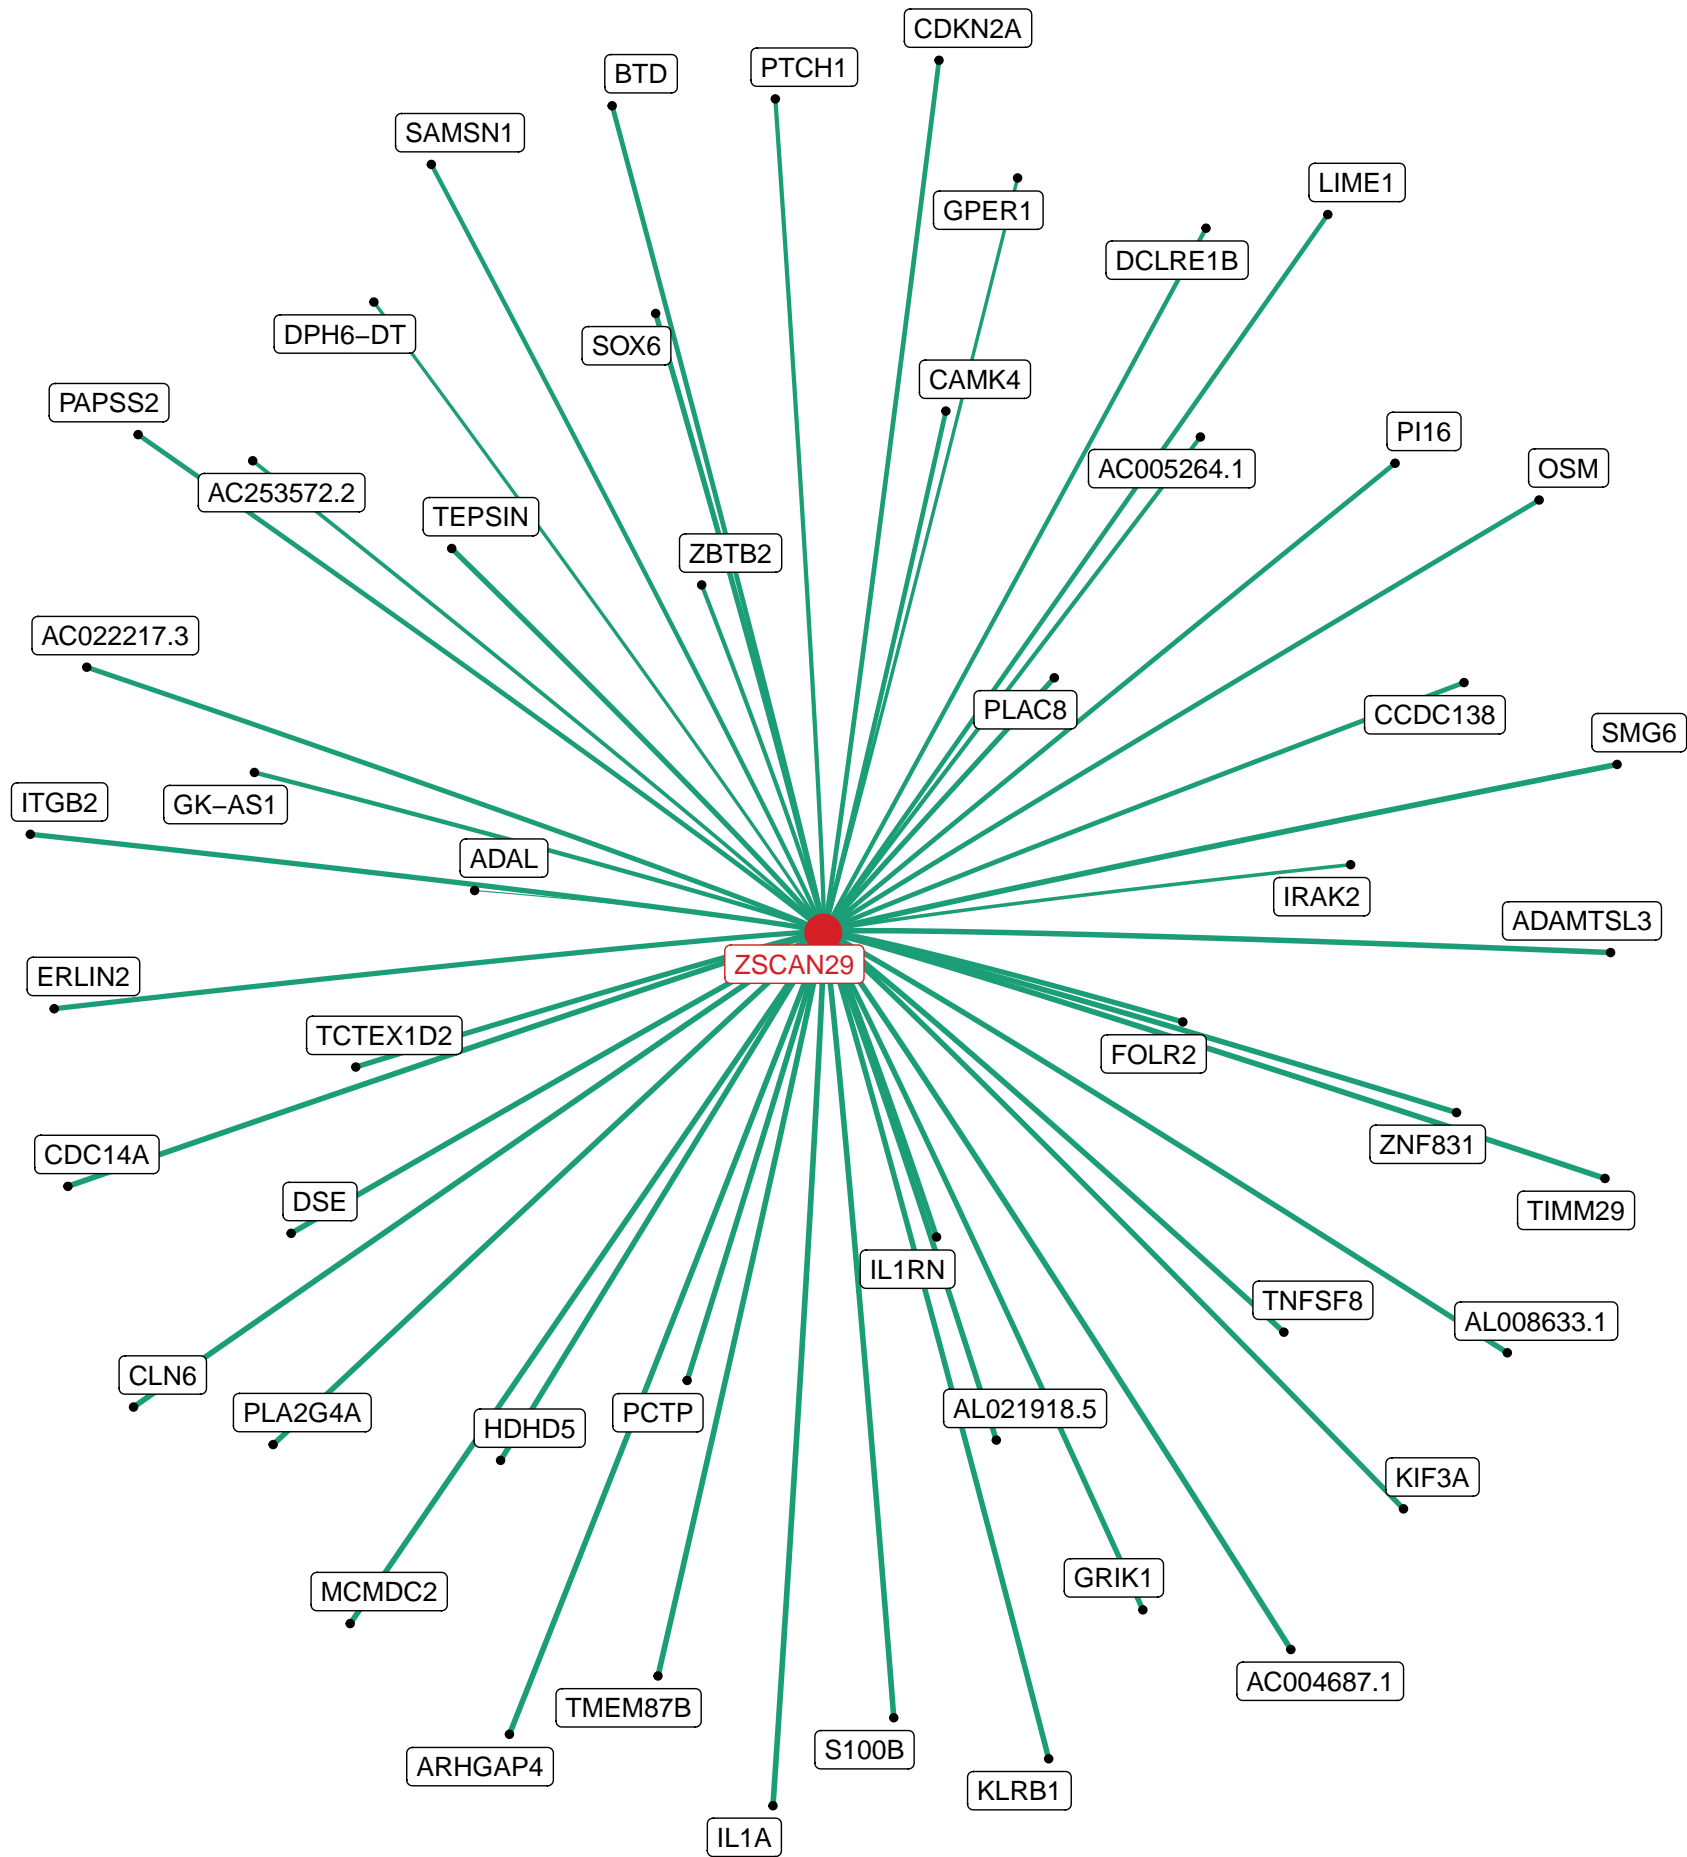 CDKN2A
PTCH1
BTD
SAMSN1
LIME1
GPER1
DCLRE1B
DPH6–DT
SOX6
CAMK4
PAPSS2
PI16
OSM
AC005264.1
AC253572.2
TEPSIN
ZBTB2
AC022217.3
PLAC8
CCDC138
SMG6
ITGB2
GK–AS1
ADAL
IRAK2
ADAMTSL3
ZSCAN29
ERLIN2
TCTEX1D2
FOLR2
ZNF831
CDC14A
DSE
TIMM29
IL1RN
TNFSF8
AL008633.1
CLN6
PLA2G4A
PCTP
AL021918.5
HDHD5
KIF3A
GRIK1
MCMDC2
AC004687.1
TMEM87B
S100B
ARHGAP4
KLRB1
IL1A